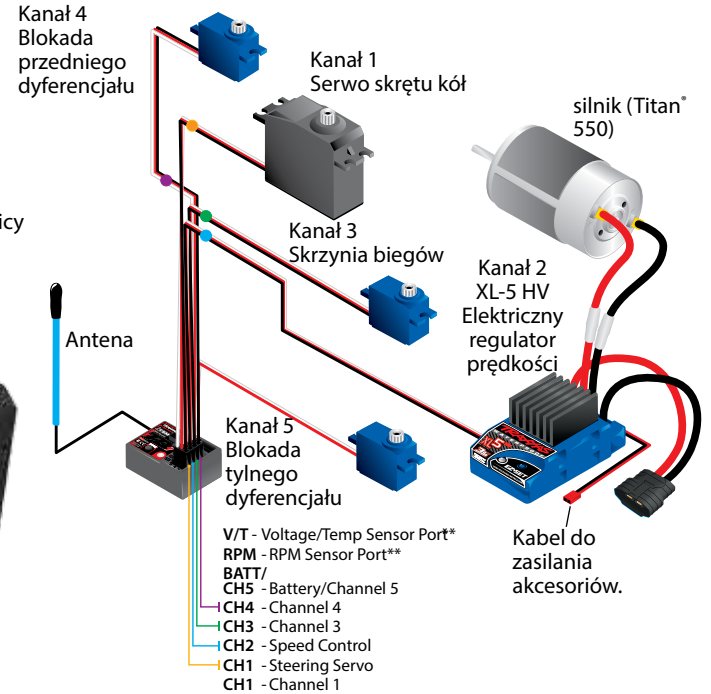 Kanał 4
Blokada
przedniego
dyferencjału
Kanał 1
Serwo skrętu kół
silnik (Titan®
550)
icy
Kanał 3
Skrzynia biegów
Kanał 2
XL-5 HV
Elektriczny
regulator
prędkości
Antena
Kanał 5
Blokada
tylnego
dyferencjału
TRAXXAS
XL5
Kabel do
zasilania
akcesoriów.
V/T - Voltage/Temp Sensor Port**
RPM - RPM Sensor Port**
BATT/
CH5 - Battery/Channel 5
CH4 - Channel 4
CH3 - Channel 3
CH2 - Speed Control
CH1 - Steering Servo
CH1 - Channel 1